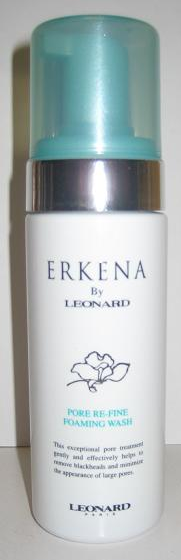 ERKENA
By
LEONARD
PORE RE-FINE
FOAMING WASH
This exceptional pore treatment
gently and effectively helps to
remove blackheads and minimize
the appearance of large pores.
LEONARD
PARIS